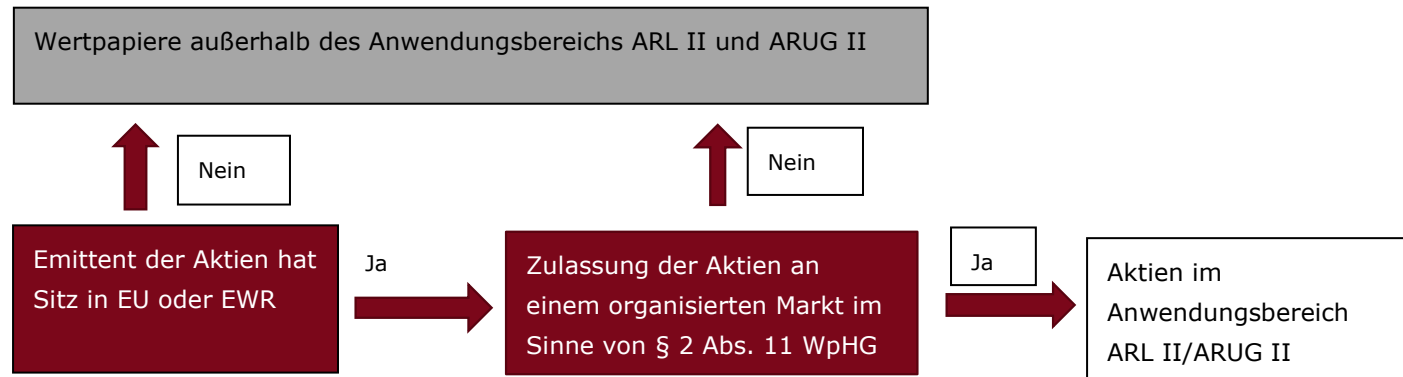 Wertpapiere außerhalb des Anwendungsbereichs ARL II und ARUG II
Nein
Nein
Emittent der Aktien hat
Sitz in EU oder EWR
Ja
Zulassung der Aktien an
einem organisierten Markt im
Sinne von § 2 Abs. 11 WpHG
Ja
Aktien im
Anwendungsbereich
ARL II/ARUG II